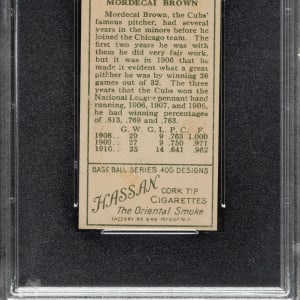 MORDECAI BROWN
Mordecai Brown, the Cubs'
famous pitcher, had several
years in the minors before he
joined the Chicago team. The
first two years he was with
them he did very fair work,
but it was in 1906 that he
made it evident what a great
pitcher he was by winning 26
games out of 32. The three
years that the Cubs won the
National League pennant hand
running, 1906, 1907 and 1908,
he had winning percentages
of .813, .769 and .763.
G. W. G. L. P. C. F.
1908.. 29 9 .763 1.000
1909.. 27 9 .750 .971
1910.. 25 14 .641 .962
BASE BALL SERIES 400 DESIGNS
HASSAN
CORK TIP
CIGARETTES
The Oriental Smoke